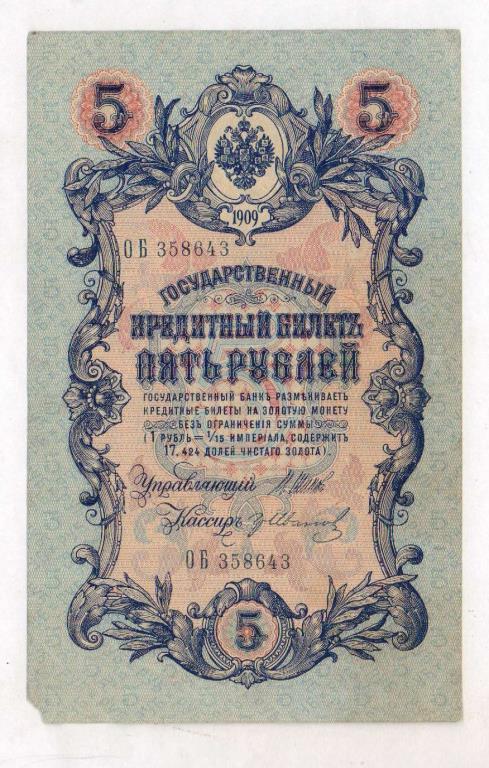 5 5
1909
ОБ 358643
ГОСУДАРСТВЕННЫЙ
КРЕДИТНЫЙ БИЛЕТЪ
ПЯТЬ РУБЛЕЙ
ГОСУДАРСТВЕННЫЙ БАНКЪ РАЗМѢНИВАЕТЪ
КРЕДИТНЫЕ БИЛЕТЫ НА ЗОЛОТУЮ МОНЕТУ
БЕЗЪ ОГРАНИЧЕНІЯ СУММЫ
(1 РУБЛЬ = 1/15 ИМПЕРІАЛА, СОДЕРЖИТЪ
17,424 ДОЛЕЙ ЧИСТАГО ЗОЛОТА).
Управляющій
Кассиръ
ОБ 358643
5